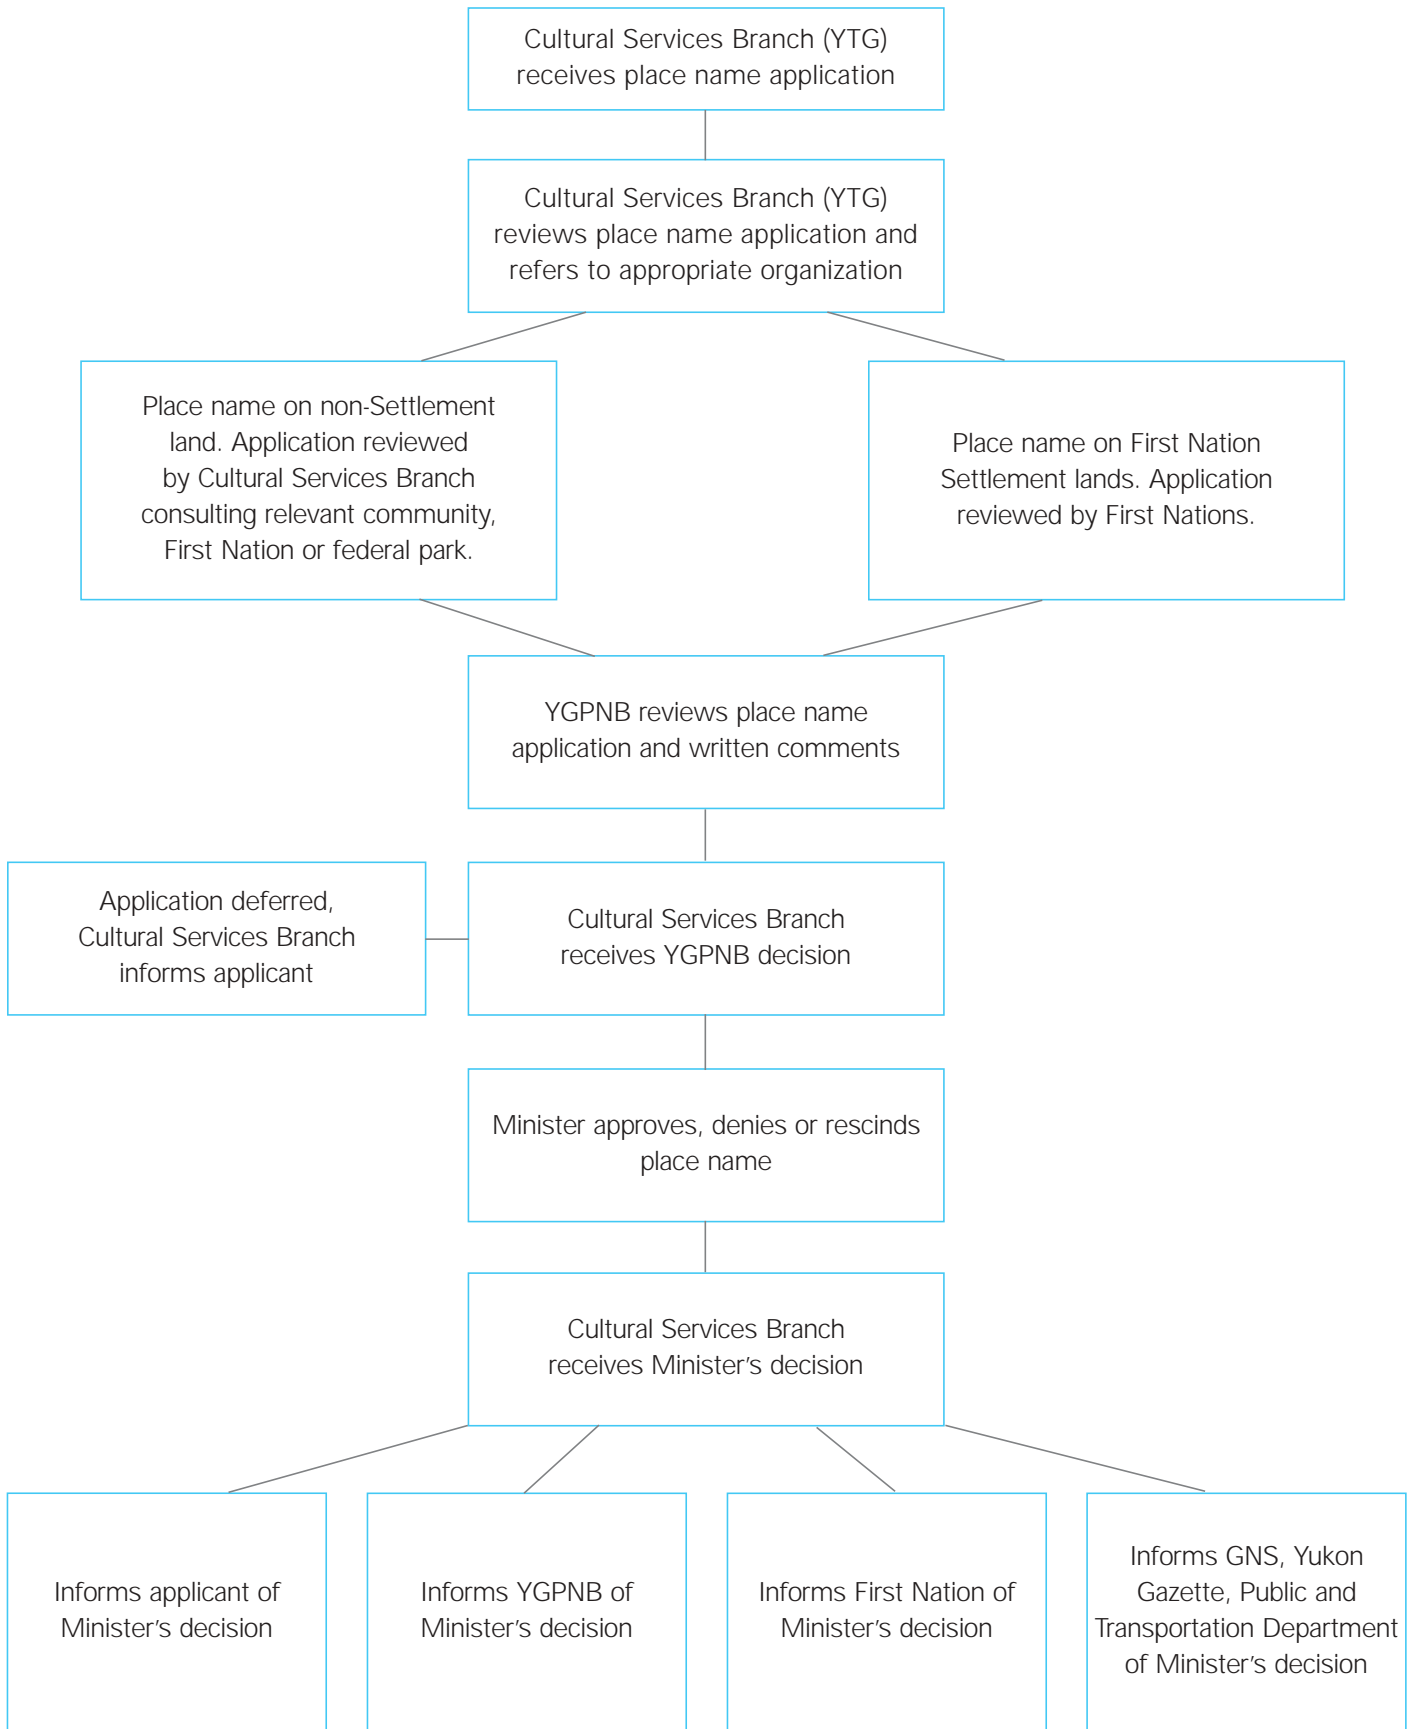 Cultural Services Branch (YTG)
receives place name application
Cultural Services Branch (YTG)
reviews place name application and
refers to appropriate organization
Place name on non-Settlement
land. Application reviewed
by Cultural Services Branch
consulting relevant community,
First Nation or federal park.
Place name on First Nation
Settlement lands. Application
reviewed by First Nations.
YGPNB reviews place name
application and written comments
Application deferred,
Cultural Services Branch
informs applicant
Cultural Services Branch
receives YGPNB decision
Minister approves, denies or rescinds
place name
Cultural Services Branch
receives Minister’s decision
Informs applicant of
Minister’s decision
Informs YGPNB of
Minister’s decision
Informs First Nation of
Minister’s decision
Informs GNS, Yukon
Gazette, Public and
Transportation Department
of Minister’s decision